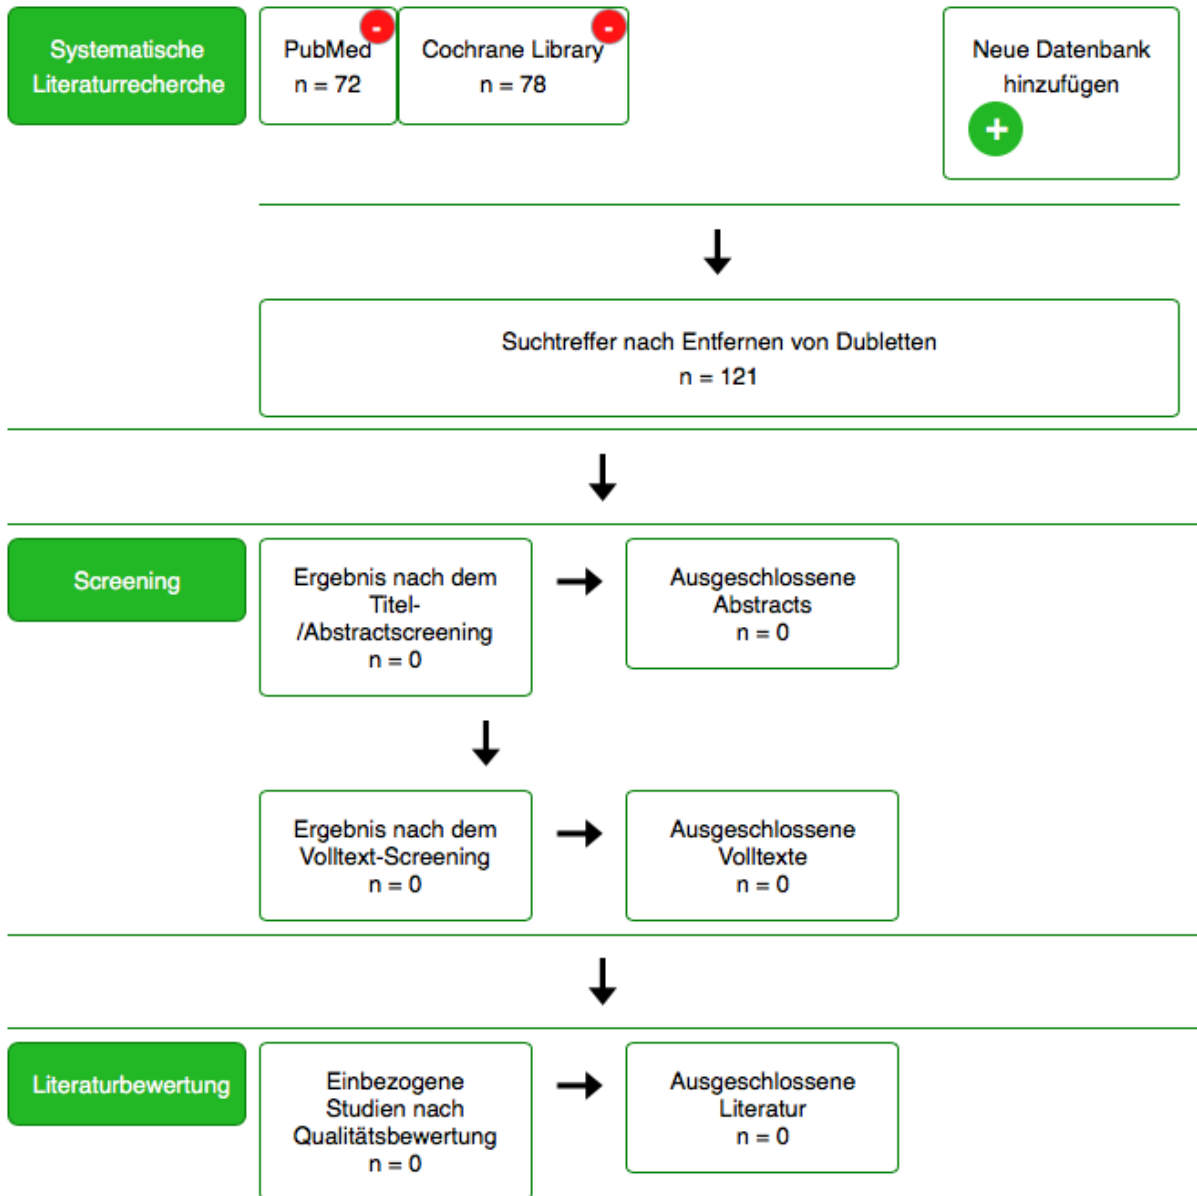 Systematische
Literaturrecherche
PubMed
n = 72
-
Cochrane Library
n = 78
-
Neue Datenbank
hinzufügen
+
Suchtreffer nach Entfernen von Dubletten
n = 121
Screening
Ergebnis nach dem
Titel-
/Abstractscreening
n = 0
Ausgeschlossene
Abstracts
n = 0
Ergebnis nach dem
Volltext-Screening
n = 0
Ausgeschlossene
Volltexte
n = 0
Literaturbewertung
Einbezogene
Studien nach
Qualitätsbewertung
n = 0
Ausgeschlossene
Literatur
n = 0